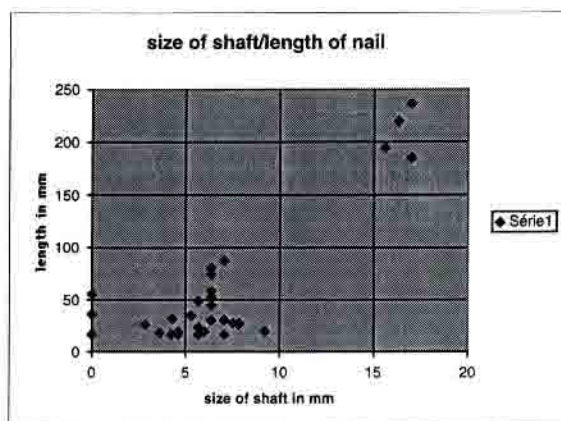 size of shaft/length of nail
250
200
150
100
50
0
length in mm
0 5 10 15 20
size of shaft in mm
Série1